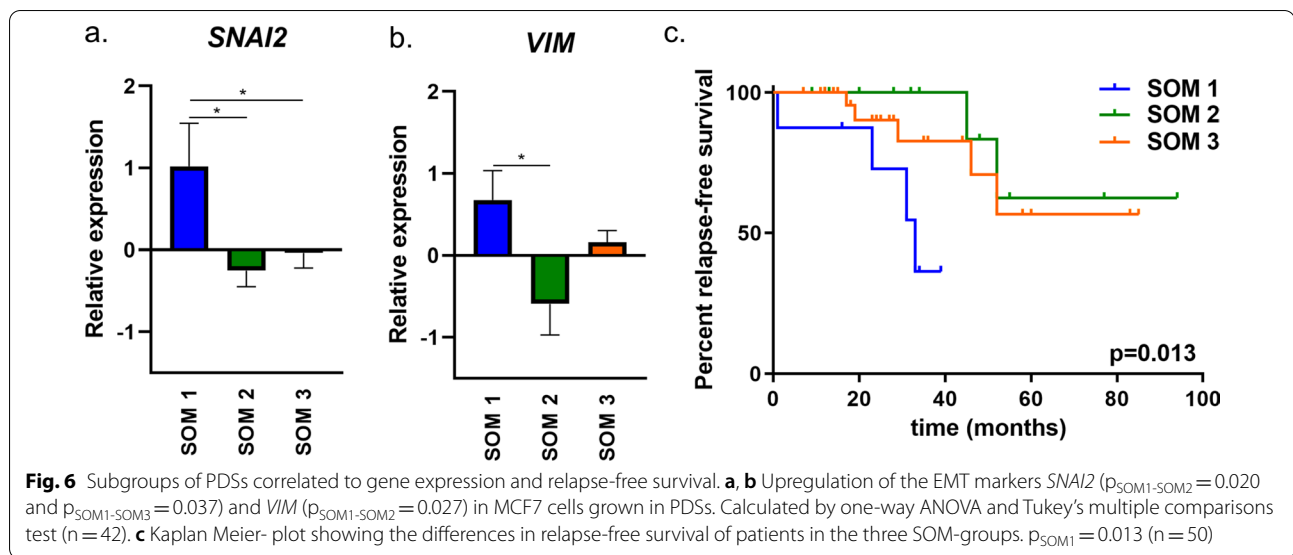 a.
SNAI2
Relative expression
2
1
0
-1
*
*
SOM 1
SOM 2
SOM 3
b.
VIM
Relative expression
2
1
0
-1
*
SOM 1
SOM 2
SOM 3
c.
Percent relapse-free survival
100
50
0
SOM 1
SOM 2
SOM 3
p=0.013
0 20 40 60 80 100
time (months)
Fig. 6 Subgroups of PDSs correlated to gene expression and relapse-free survival. a, b Upregulation of the EMT markers SNAI2 (pSOM1-SOM2 = 0.020
and pSOM1-SOM3 = 0.037) and VIM (pSOM1-SOM2 = 0.027) in MCF7 cells grown in PDSs. Calculated by one-way ANOVA and Tukey's multiple comparisons
test (n = 42). c Kaplan Meier- plot showing the differences in relapse-free survival of patients in the three SOM-groups. pSOM1 = 0.013 (n = 50)